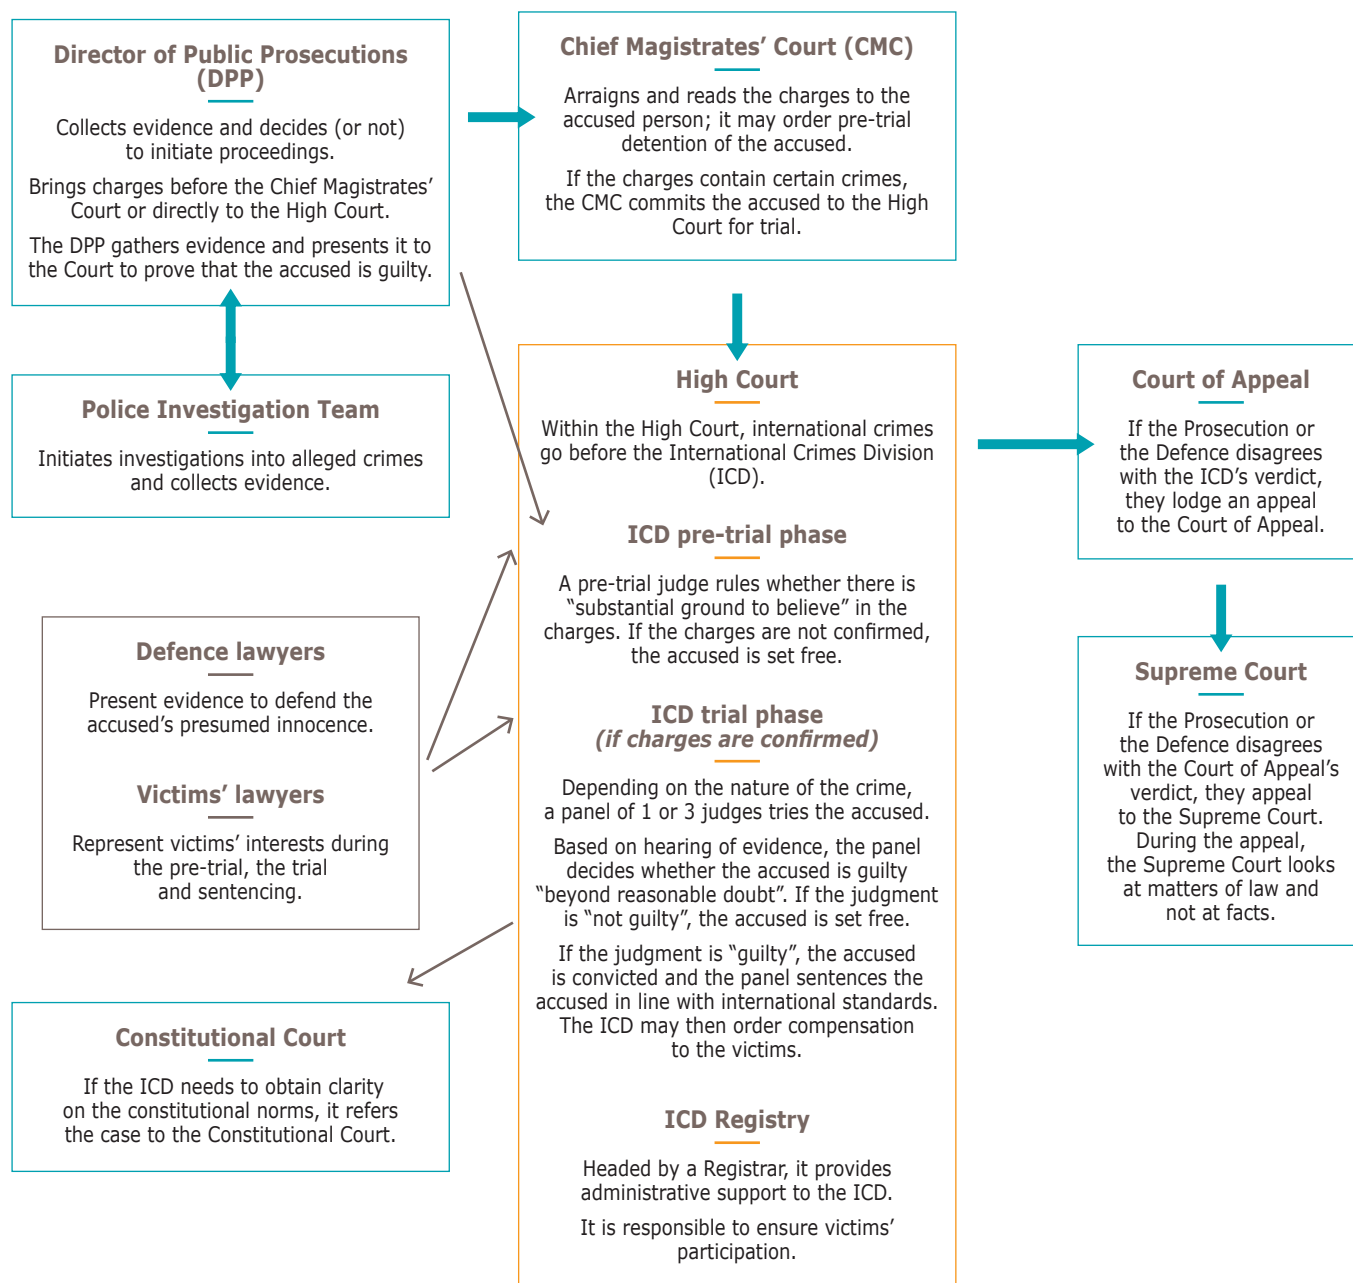 Director of Public Prosecutions
(DPP)
Collects evidence and decides (or not)
to initiate proceedings.
Brings charges before the Chief Magistrates’
Court or directly to the High Court.
The DPP gathers evidence and presents it to
the Court to prove that the accused is guilty.
Chief Magistrates’ Court (CMC)
Arraigns and reads the charges to the
accused person; it may order pre-trial
detention of the accused.
If the charges contain certain crimes,
the CMC commits the accused to the High
Court for trial.
Police Investigation Team
Initiates investigations into alleged crimes
and collects evidence.
High Court
Within the High Court, international crimes
go before the International Crimes Division
(ICD).
ICD pre-trial phase
A pre-trial judge rules whether there is
“substantial ground to believe” in the
charges. If the charges are not confirmed,
the accused is set free.
ICD trial phase
(if charges are confirmed)
Depending on the nature of the crime,
a panel of 1 or 3 judges tries the accused.
Based on hearing of evidence, the panel
decides whether the accused is guilty
“beyond reasonable doubt”. If the judgment
is “not guilty”, the accused is set free.
If the judgment is “guilty”, the accused
is convicted and the panel sentences the
accused in line with international standards.
The ICD may then order compensation
to the victims.
ICD Registry
Headed by a Registrar, it provides
administrative support to the ICD.
It is responsible to ensure victims’
participation.
Court of Appeal
If the Prosecution or
the Defence disagrees
with the ICD’s verdict,
they lodge an appeal
to the Court of Appeal.
Supreme Court
If the Prosecution or
the Defence disagrees
with the Court of Appeal’s
verdict, they appeal
to the Supreme Court.
During the appeal,
the Supreme Court looks
at matters of law and
not at facts.
Defence lawyers
Present evidence to defend the
accused’s presumed innocence.
Victims’ lawyers
Represent victims’ interests during
the pre-trial, the trial
and sentencing.
Constitutional Court
If the ICD needs to obtain clarity
on the constitutional norms, it refers
the case to the Constitutional Court.